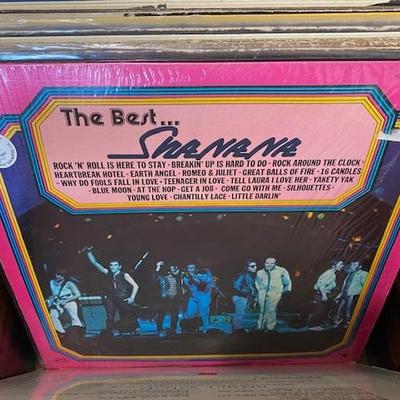 The Best...
SHANANA
ROCK 'N' ROLL IS HERE TO STAY - BREAKIN' UP IS HARD TO DO - ROCK AROUND THE CLOCK -
HEARTBREAK HOTEL - EARTH ANGEL - ROMEO & JULIET - GREAT BALLS OF FIRE - 16 CANDLES
- WHY DO FOOLS FALL IN LOVE - TEENAGER IN LOVE - TELL LAURA I LOVE HER - YAKETY YAK
- BLUE MOON - AT THE HOP - GET A JOB - COME GO WITH ME - SILHOUETTES -
YOUNG LOVE - CHANTILLY LACE - LITTLE DARLIN'